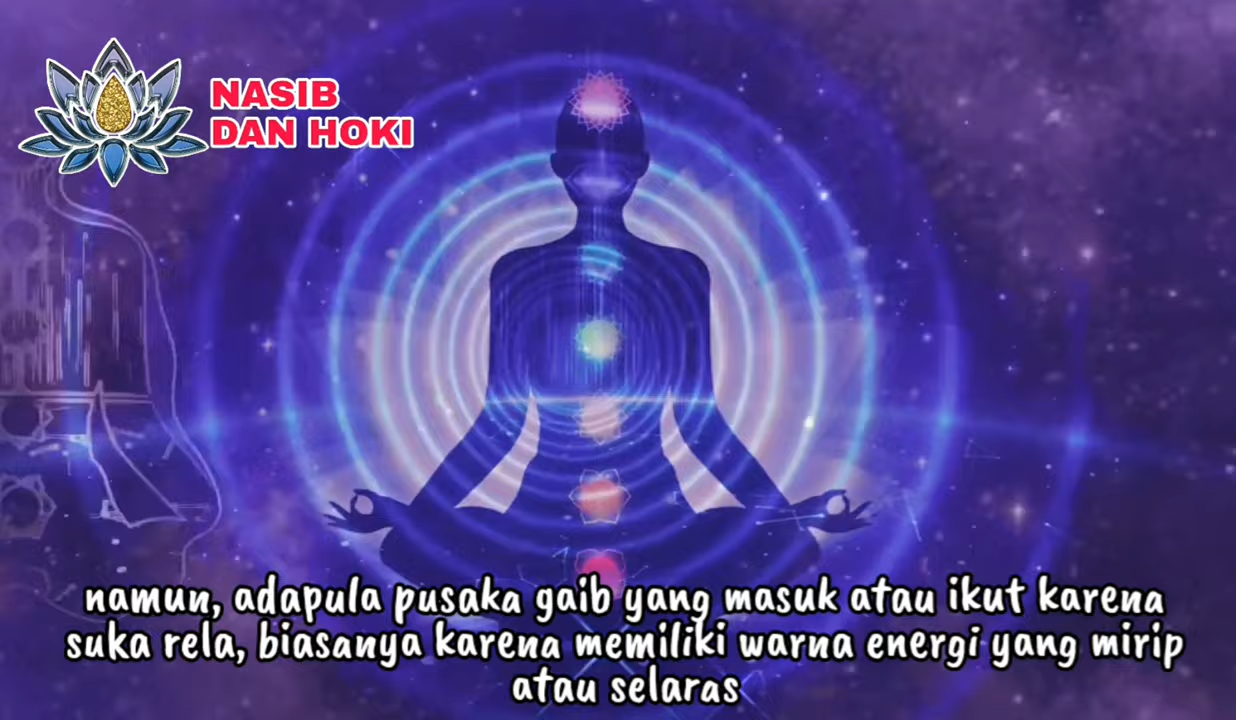 NASIB
DAN HOKI
namun, adapula pusaka gaib yang masuk atau ikut karena
suka rela, biasanya karena memiliki warna energi yang mirip
atau selaras